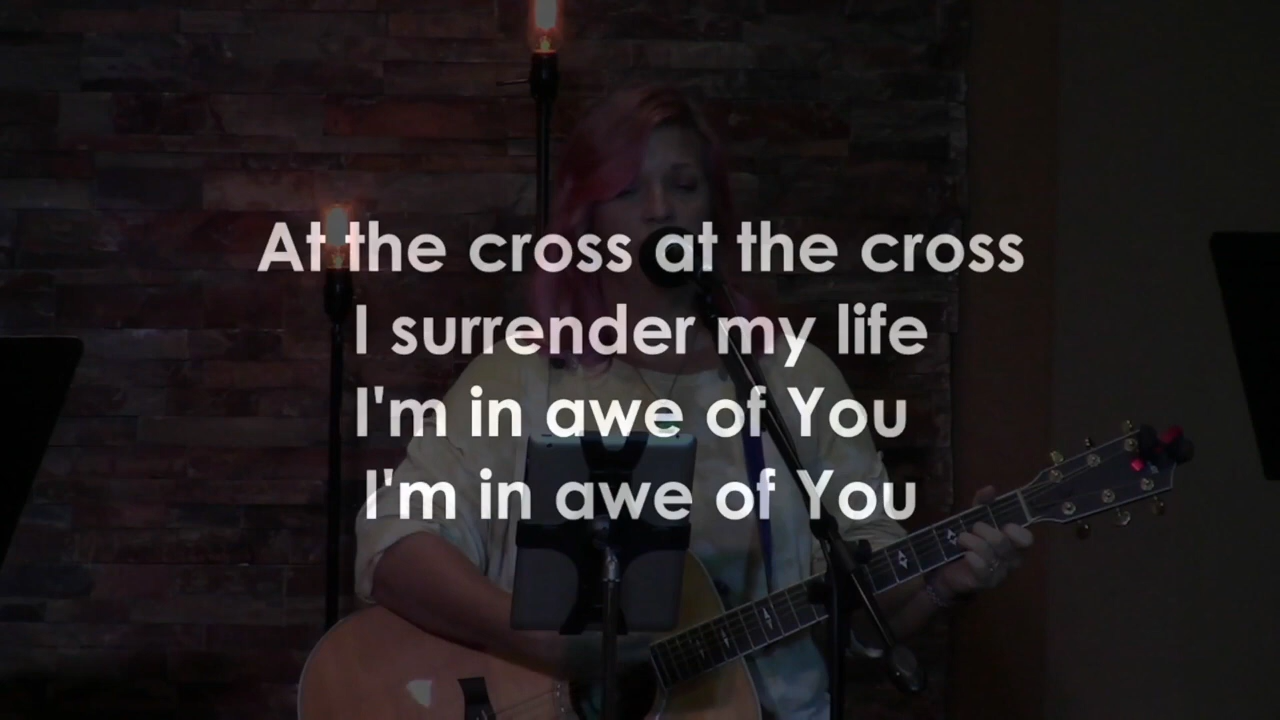 At the cross at the cross
I surrender my life
I'm in awe of You
I'm in awe of You